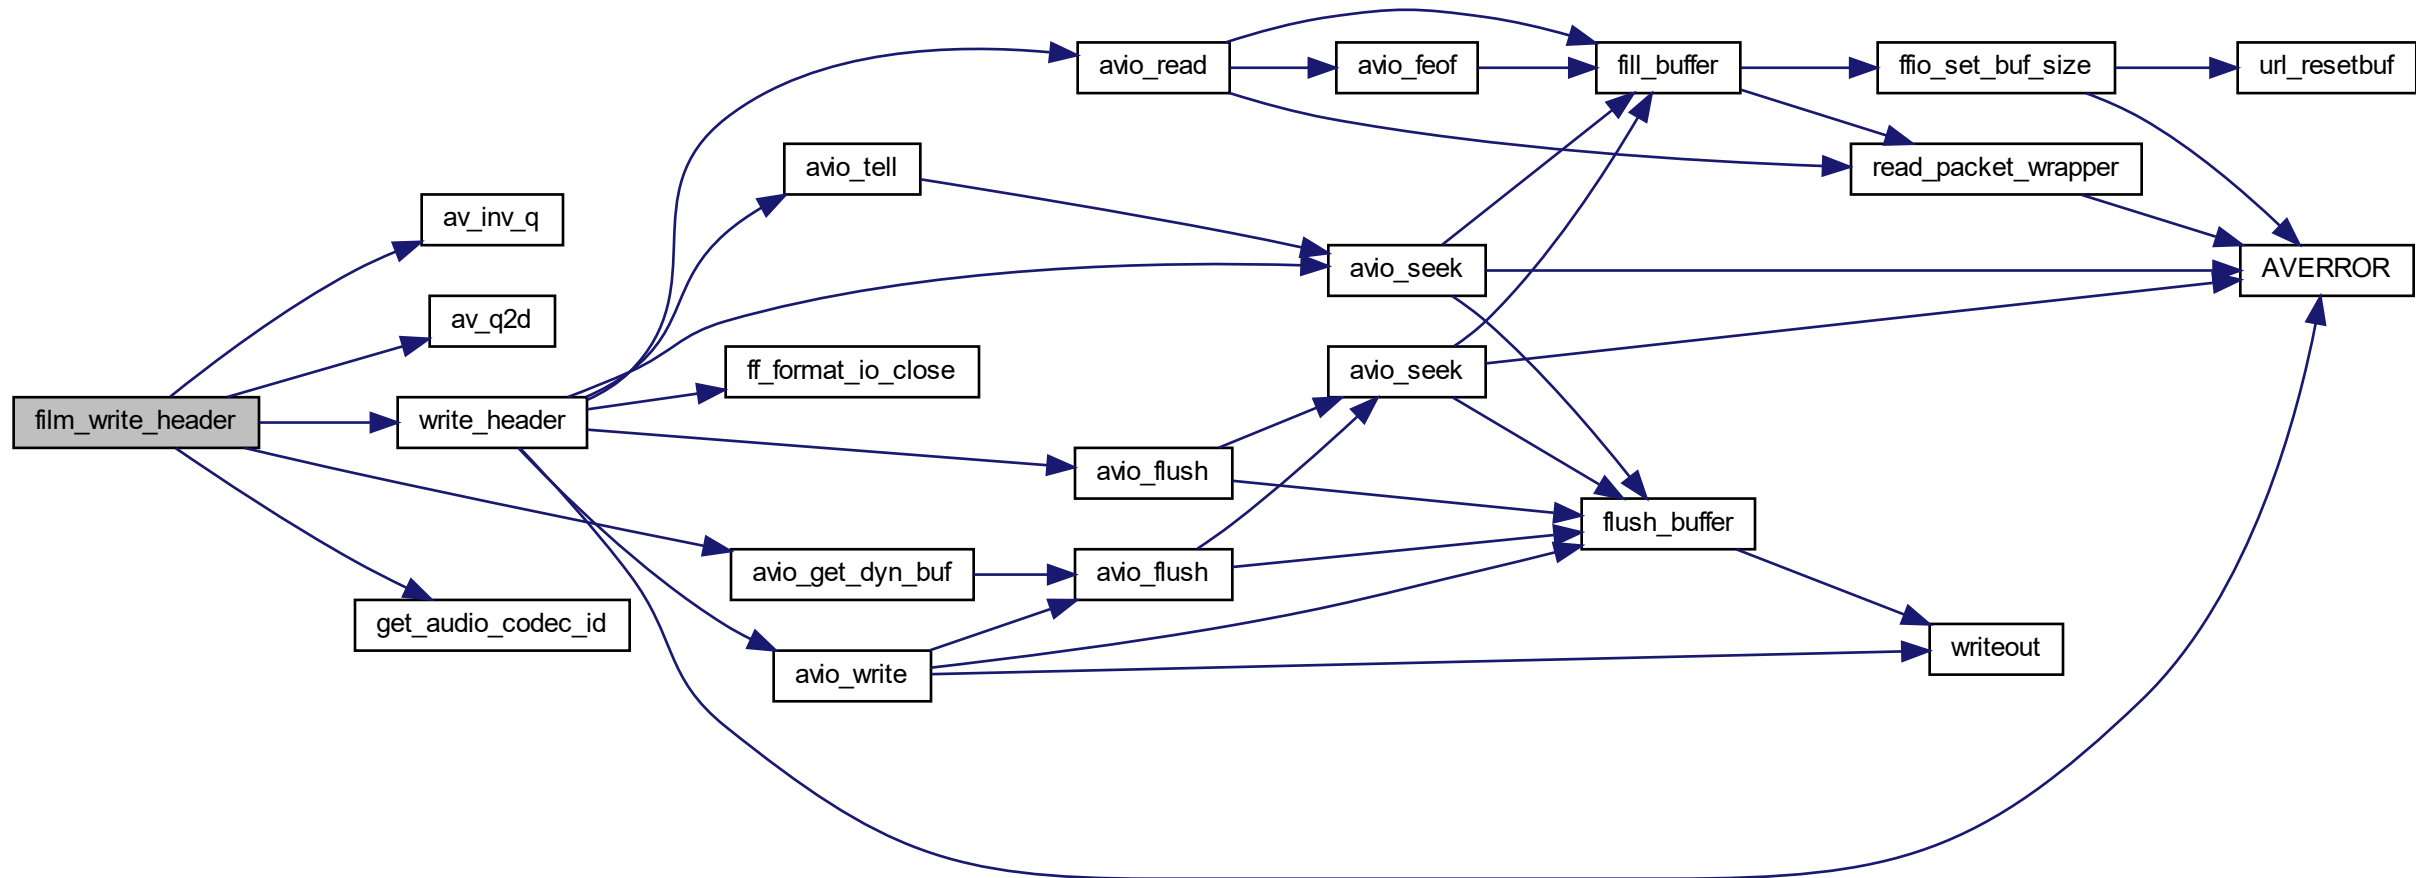 film_write_header
av_inv_q
av_q2d
write_header
get_audio_codec_id
avio_tell
ff_format_io_close
avio_get_dyn_buf
avio_write
avio_read
avio_flush
avio_flush
avio_feof
avio_seek
avio_seek
fill_buffer
flush_buffer
ffio_set_buf_size
read_packet_wrapper
writeout
url_resetbuf
AVERROR